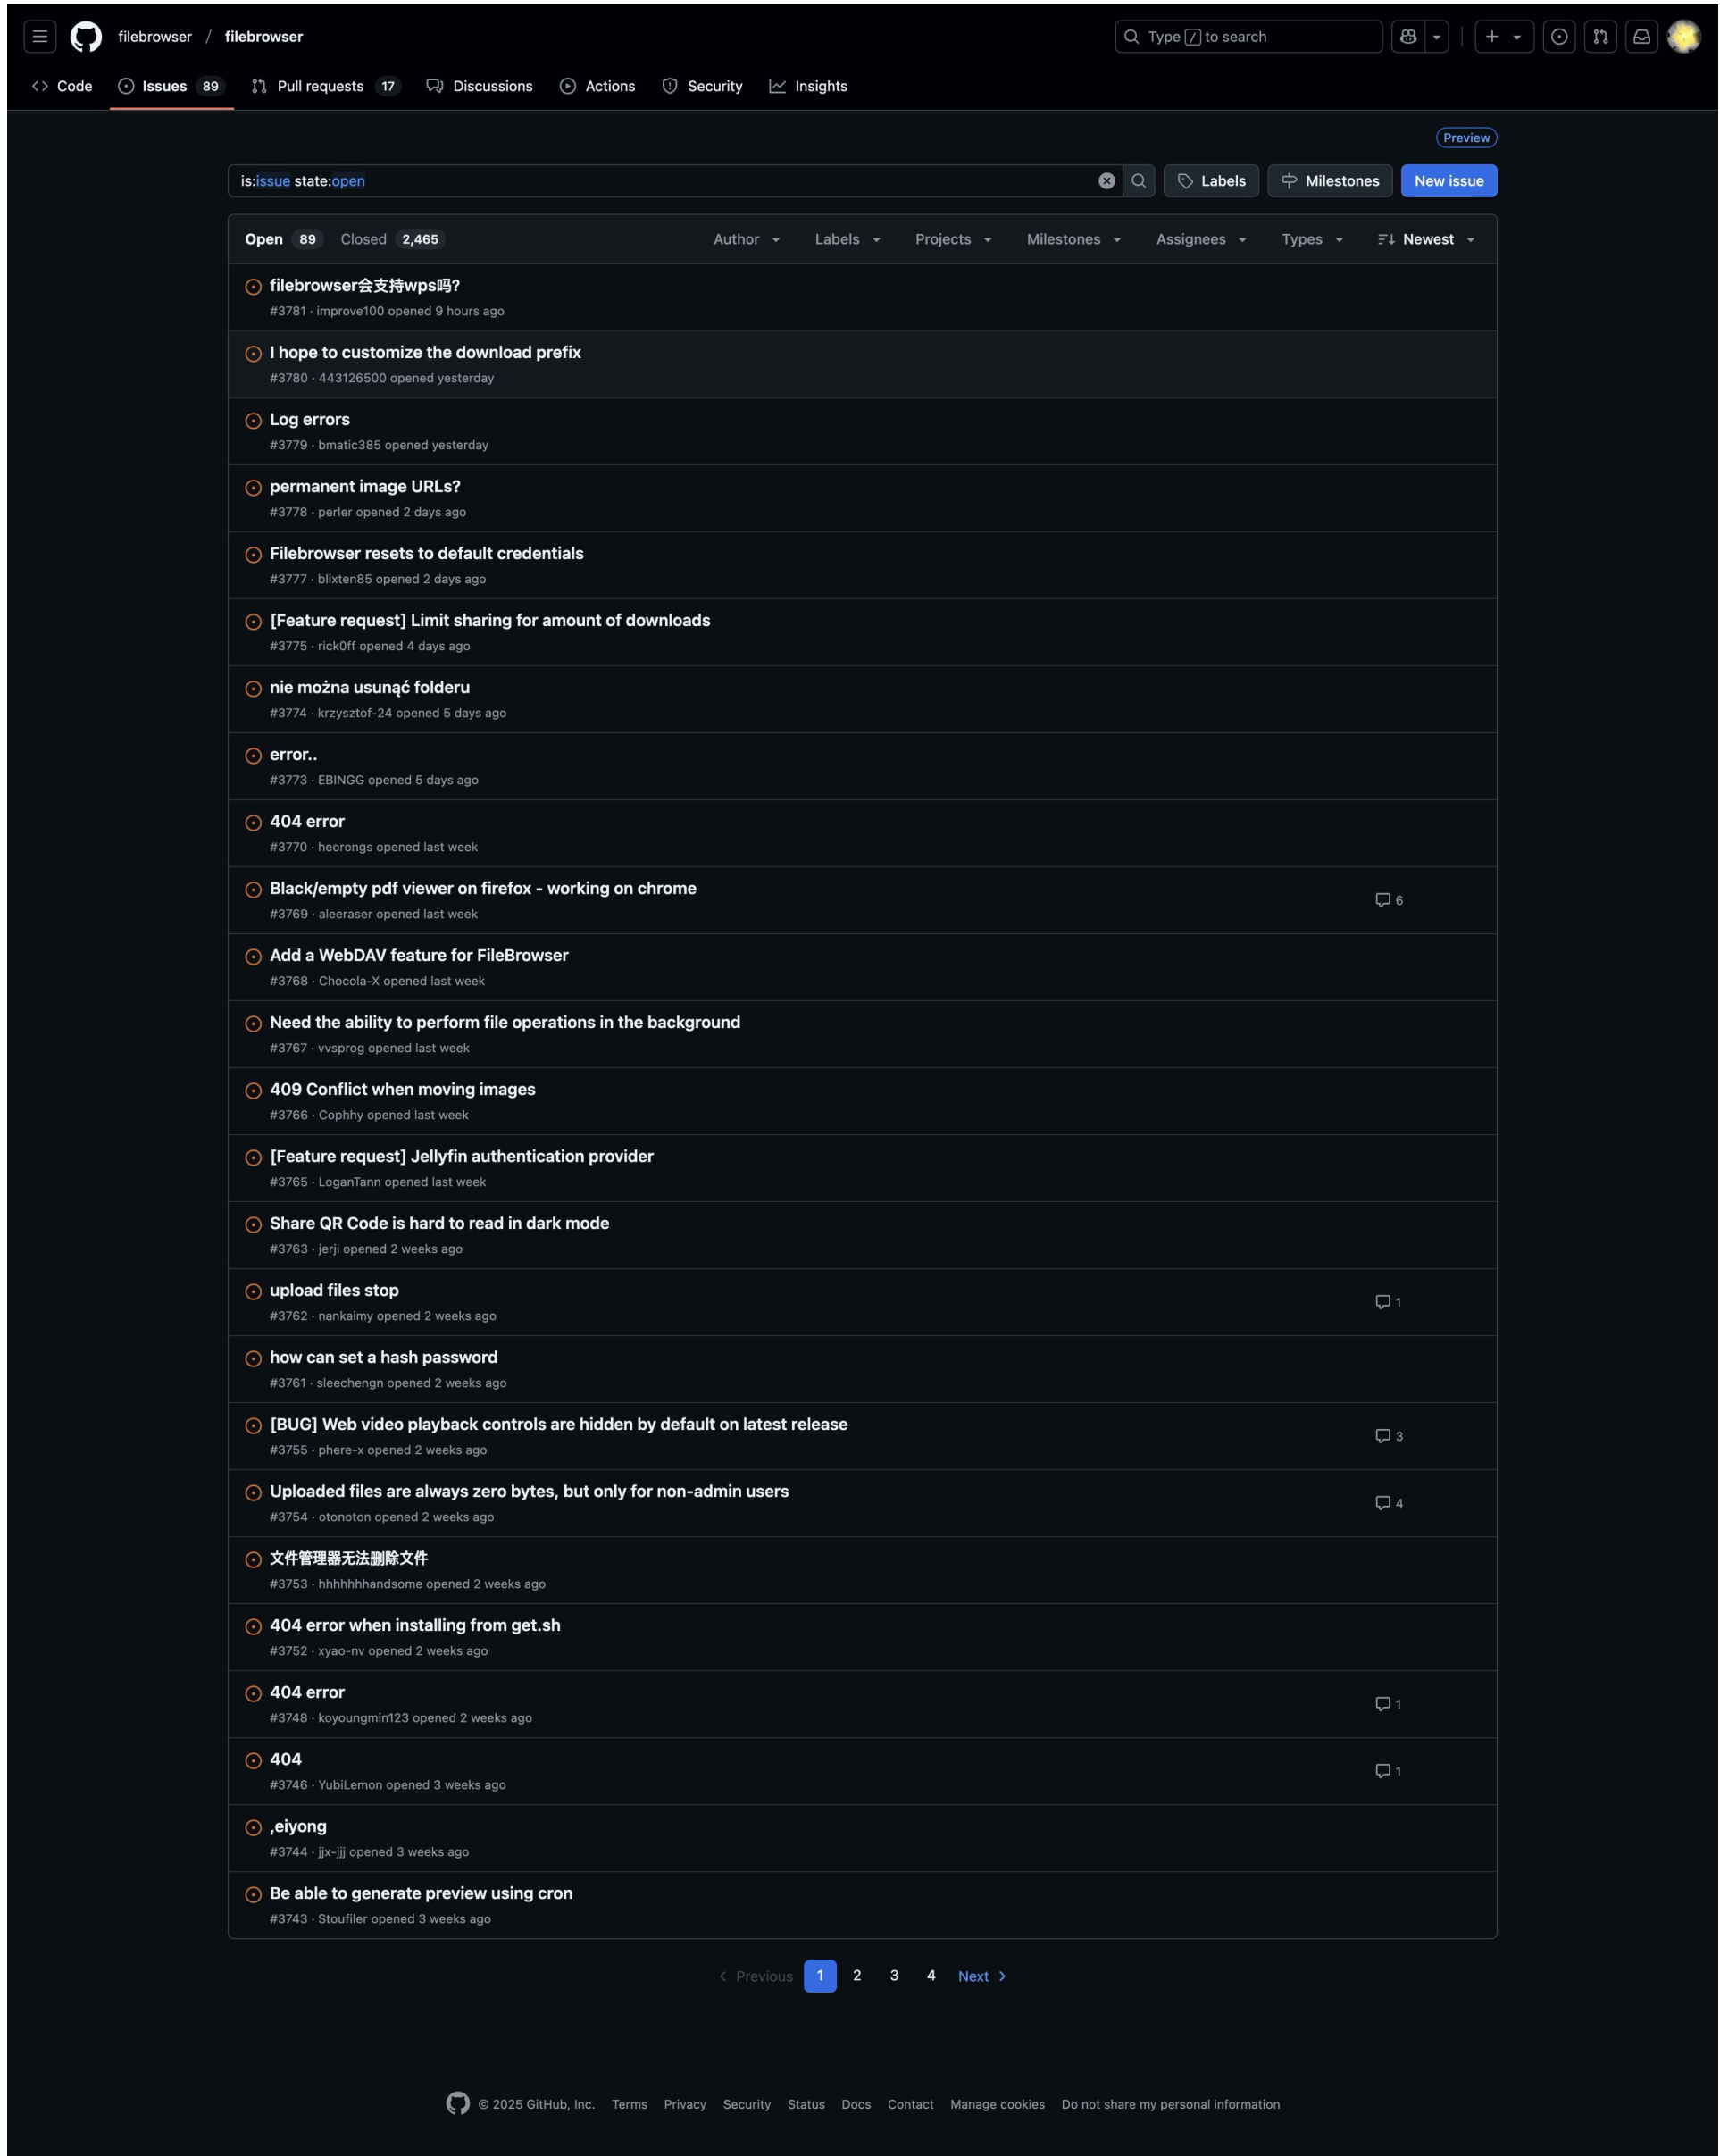 filebrowser / filebrowser
Type / to search
Code
Issues 89
Pull requests 17
Discussions
Actions
Security
Insights
Preview
is:issue state:open
Labels
Milestones
New issue
Open 89
Closed 2,465
Author
Labels
Projects
Milestones
Assignees
Types
Newest
filebrowser会支持wps吗?
#3781 · improve100 opened 9 hours ago
I hope to customize the download prefix
#3780 · 443126500 opened yesterday
Log errors
#3779 · bmatic385 opened yesterday
permanent image URLs?
#3778 · perler opened 2 days ago
Filebrowser resets to default credentials
#3777 · blixten85 opened 2 days ago
[Feature request] Limit sharing for amount of downloads
#3775 · rick0ff opened 4 days ago
nie można usunąć folderu
#3774 · krzysztof-24 opened 5 days ago
error..
#3773 · EBINGG opened 5 days ago
404 error
#3770 · heorongs opened last week
Black/empty pdf viewer on firefox - working on chrome
#3769 · aleeraser opened last week
6
Add a WebDAV feature for FileBrowser
#3768 · Chocola-X opened last week
Need the ability to perform file operations in the background
#3767 · vvsprog opened last week
409 Conflict when moving images
#3766 · Cophhy opened last week
[Feature request] Jellyfin authentication provider
#3765 · LoganTann opened last week
Share QR Code is hard to read in dark mode
#3763 · jerji opened 2 weeks ago
upload files stop
#3762 · nankaimy opened 2 weeks ago
1
how can set a hash password
#3761 · sleechengn opened 2 weeks ago
[BUG] Web video playback controls are hidden by default on latest release
#3755 · phere-x opened 2 weeks ago
3
Uploaded files are always zero bytes, but only for non-admin users
#3754 · otonoton opened 2 weeks ago
4
文件管理器无法删除文件
#3753 · hhhhhhhandsome opened 2 weeks ago
404 error when installing from get.sh
#3752 · xyao-nv opened 2 weeks ago
404 error
#3748 · koyoungmin123 opened 2 weeks ago
1
404
#3746 · YubiLemon opened 3 weeks ago
1
,eiyong
#3744 · jjx-jjj opened 3 weeks ago
Be able to generate preview using cron
#3743 · Stoufiler opened 3 weeks ago
Previous 1 2 3 4 Next
© 2025 GitHub, Inc. Terms Privacy Security Status Docs Contact Manage cookies Do not share my personal information